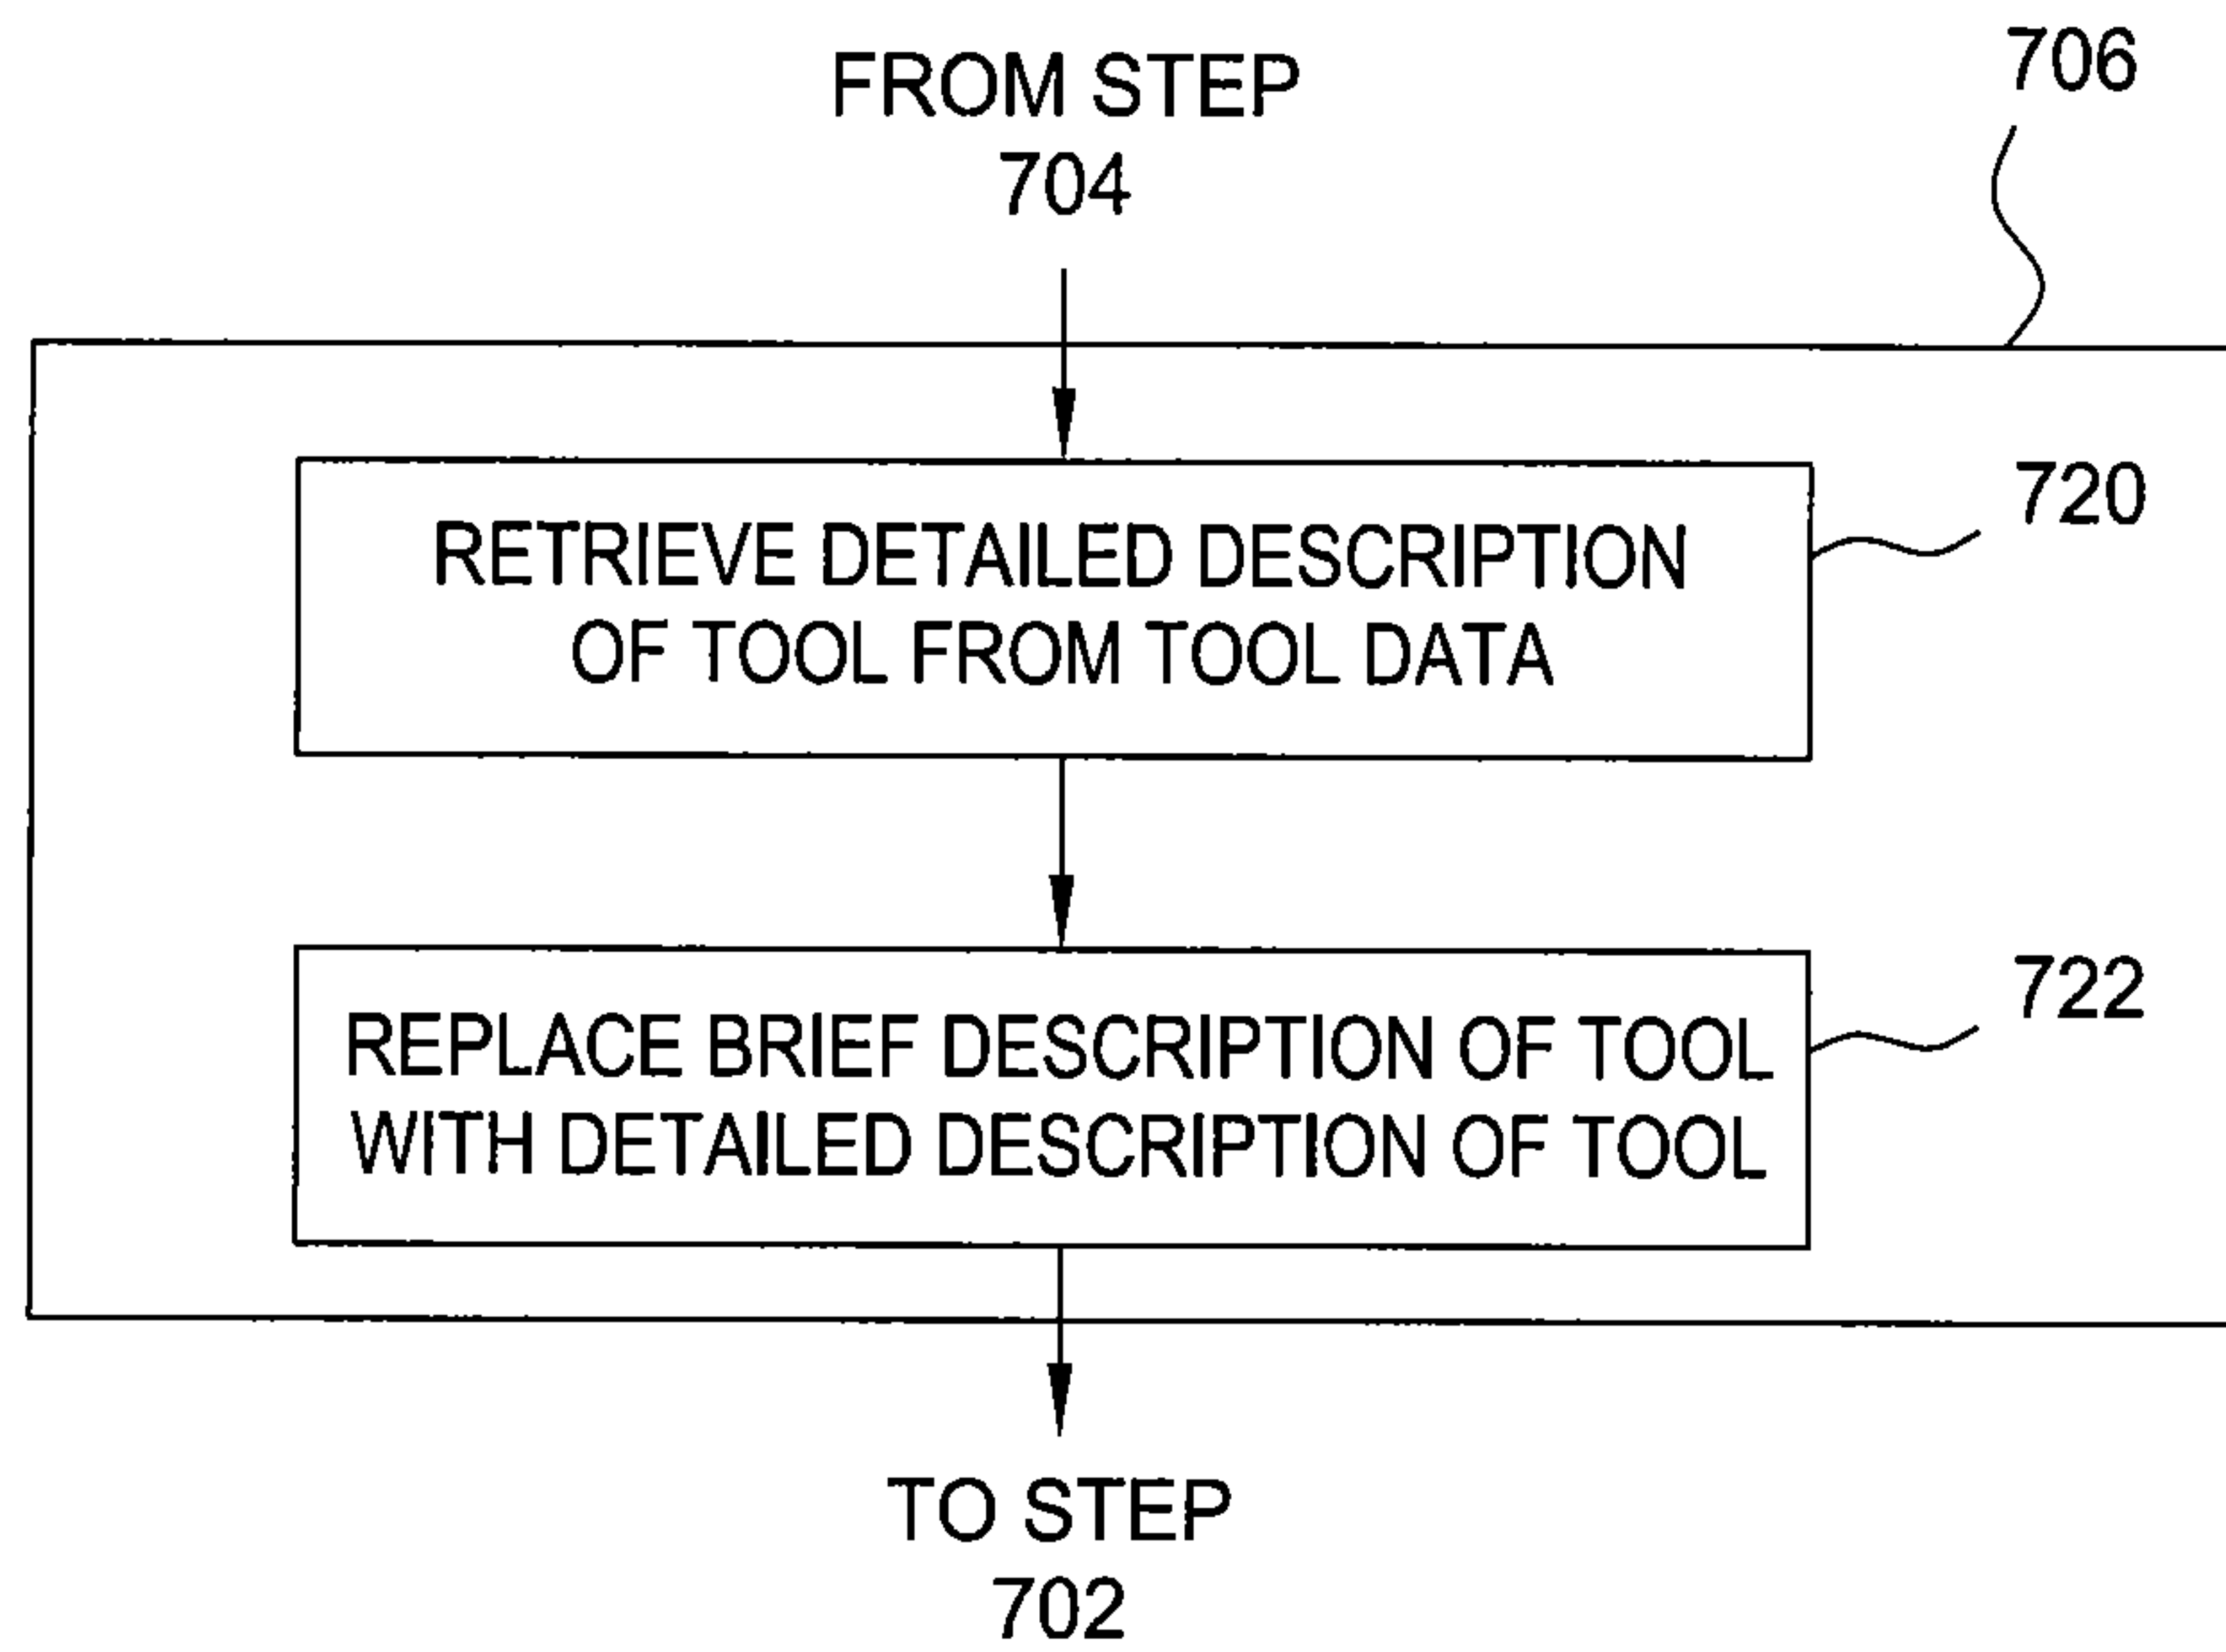 FROM STEP
704
706
RETRIEVE DETAILED DESCRIPTION
OF TOOL FROM TOOL DATA
720
REPLACE BRIEF DESCRIPTION OF TOOL
WITH DETAILED DESCRIPTION OF TOOL
722
TO STEP
702